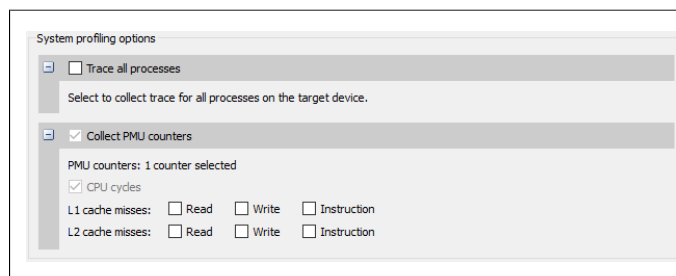 System profiling options
Trace all processes
Select to collect trace for all processes on the target device.
Collect PMU counters
PMU counters: 1 counter selected
CPU cycles
L1 cache misses: Read Write Instruction
L2 cache misses: Read Write Instruction